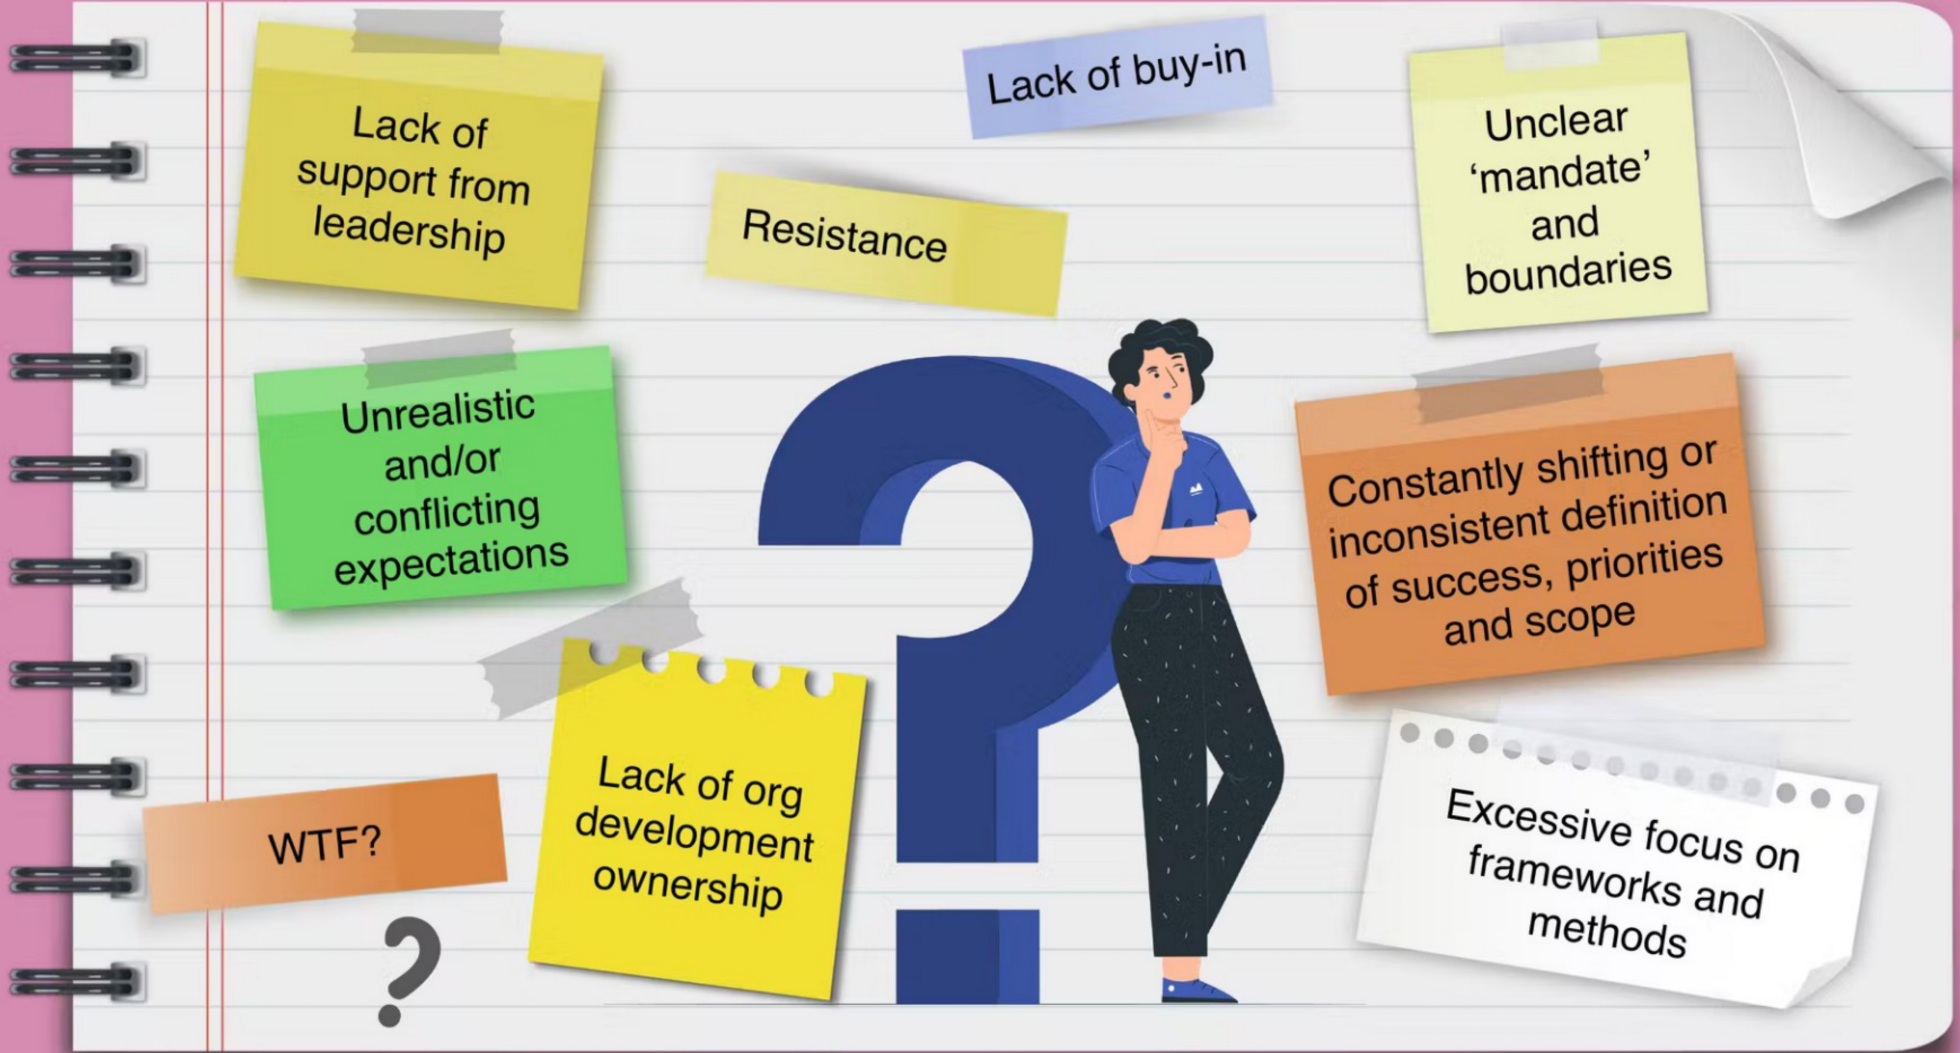 Lack of
support from
leadership
Lack of buy-in
Resistance
Unclear
‘mandate’
and
boundaries
Unrealistic
and/or
conflicting
expectations
Constantly shifting or
inconsistent definition
of success, priorities
and scope
WTF?
?
Lack of org
development
ownership
?
Excessive focus on
frameworks and
methods